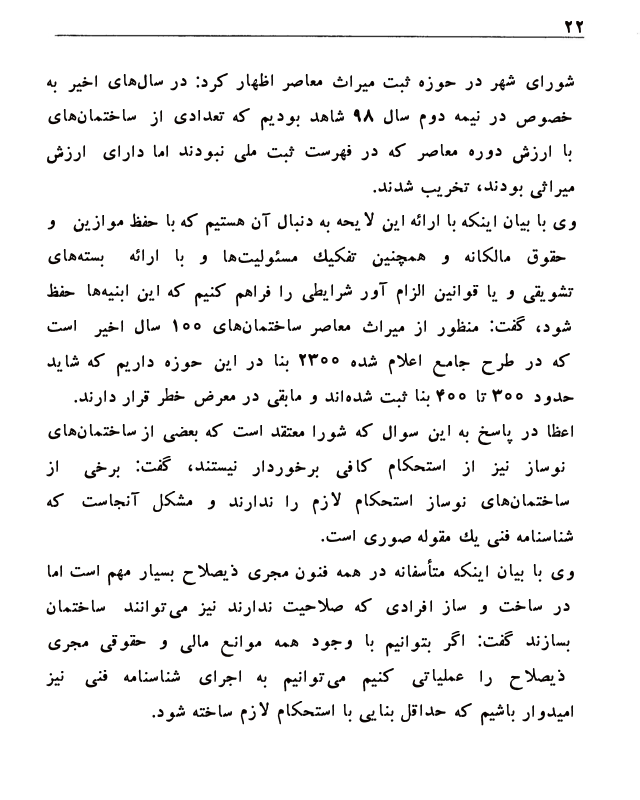 ۲۲
شورای شهر در حوزه ثبت میراث معاصر اظهار کرد: در سال‌های اخیر به
خصوص در نیمه دوم سال ۹۸ شاهد بودیم که تعدادی از ساختمان‌های
با ارزش دوره معاصر که در فهرست ثبت ملی نبودند اما دارای ارزش
میراثی بودند، تخریب شدند.
وی با بیان اینکه با ارائه این لایحه به دنبال آن هستیم که با حفظ موازین و
حقوق مالکانه و همچنین تفکیك مسئولیت‌ها و با ارائه بسته‌های
تشویقی و یا قوانین الزام آور شرایطی را فراهم کنیم که این ابنیه‌ها حفظ
شود، گفت: منظور از میراث معاصر ساختمان‌های ۱۰۰ سال اخیر است
که در طرح جامع اعلام شده ۲۳۰۰ بنا در این حوزه داریم که شاید
حدود ۳۰۰ تا ۴۰۰ بنا ثبت شده‌اند و مابقی در معرض خطر قرار دارند.
اعطا در پاسخ به این سوال که شورا معتقد است که بعضی از ساختمان‌های
نوساز نیز از استحکام کافی برخوردار نیستند، گفت: برخی از
ساختمان‌های نوساز استحکام لازم را ندارند و مشکل آنجاست که
شناسنامه فنی یك مقوله صوری است.
وی با بیان اینکه متأسفانه در همه فنون مجری ذیصلاح بسیار مهم است اما
در ساخت و ساز افرادی که صلاحیت ندارند نیز می‌توانند ساختمان
بسازند گفت: اگر بتوانیم با وجود همه موانع مالی و حقوقی مجری
ذیصلاح را عملیاتی کنیم می‌توانیم به اجرای شناسنامه فنی نیز
امیدوار باشیم که حداقل بنایی با استحکام لازم ساخته شود.